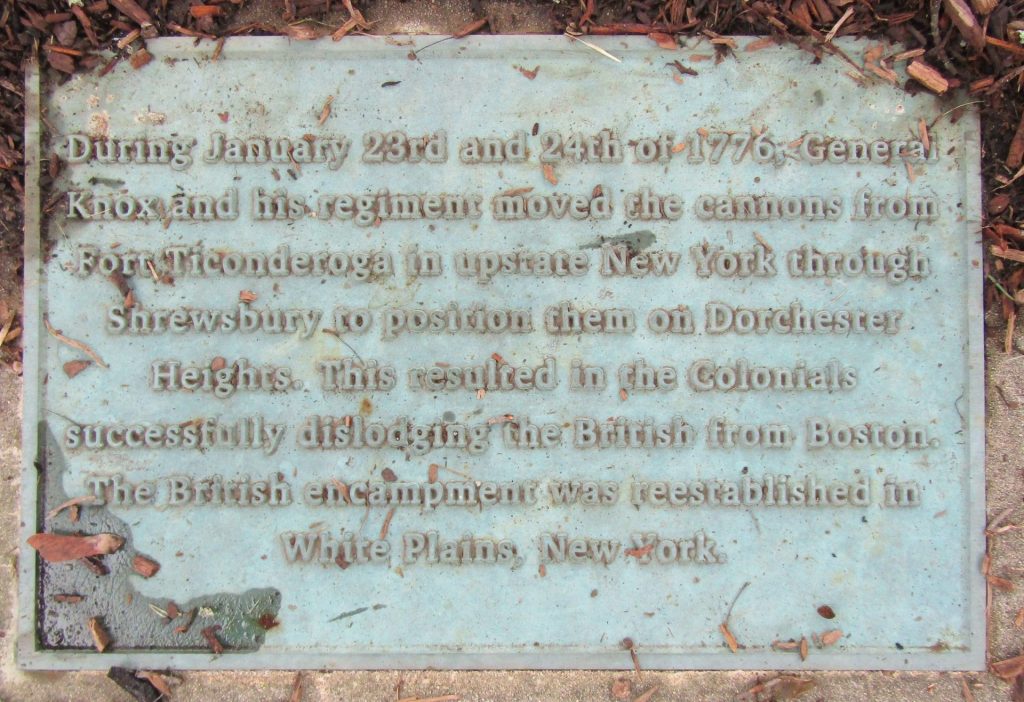 During January 23rd and 24th of 1776, General
Knox and his regiment moved the cannons from
Fort Ticonderoga in upstate New York through
Shrewsbury to position them on Dorchester
Heights. This resulted in the Colonials
successfully dislodging the British from Boston.
The British encampment was reestablished in
White Plains, New York.